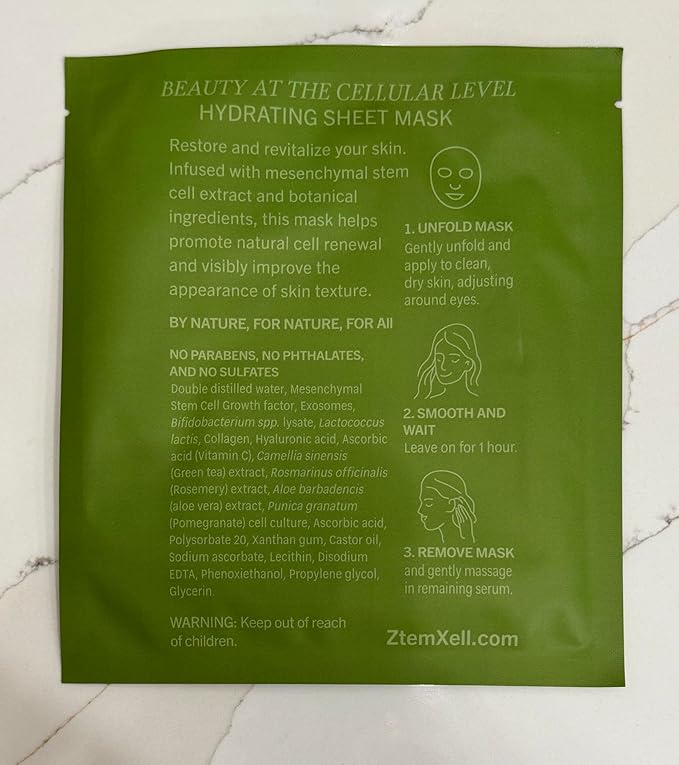 BEAUTY AT THE CELLULAR LEVEL
HYDRATING SHEET MASK
Restore and revitalize your skin.
Infused with mesenchymal stem
cell extract and botanical
ingredients, this mask helps
promote natural cell renewal
and visibly improve the
appearance of skin texture.
BY NATURE, FOR NATURE, FOR All
NO PARABENS, NO PHTHALATES,
AND NO SULFATES
Double distilled water, Mesenchymal
Stem Cell Growth factor, Exosomes,
Bifidobacterium spp. lysate, Lactococcus
lactis, Collagen, Hyaluronic acid, Ascorbic
acid (Vitamin C), Camellia sinensis
(Green tea) extract, Rosmarinus officinalis
(Rosemery) extract, Aloe barbadencis
(aloe vera) extract, Punica granatum
(Pomegranate) cell culture, Ascorbic acid,
Polysorbate 20, Xanthan gum, Castor oil,
Sodium ascorbate, Lecithin, Disodium
EDTA, Phenoxiethanol, Propylene glycol,
Glycerin.
WARNING: Keep out of reach
of children.
1. UNFOLD MASK
Gently unfold and
apply to clean,
dry skin, adjusting
around eyes.
2. SMOOTH AND
WAIT
Leave on for 1 hour.
3. REMOVE MASK
and gently massage
in remaining serum.
ZtemXell.com